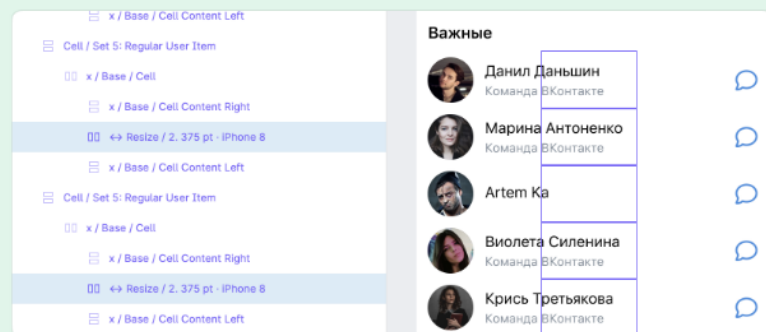 x / Base / Cell Content Left
Cell / Set 5: Regular User Item
x / Base / Cell
x / Base / Cell Content Right
↔ Resize / 2. 375 pt · iPhone 8
x / Base / Cell Content Left
Cell / Set 5: Regular User Item
x / Base / Cell
x / Base / Cell Content Right
↔ Resize / 2. 375 pt · iPhone 8
x / Base / Cell Content Left
Важные
Данил Даньшин
Команда ВКонтакте
Марина Антоненко
Команда ВКонтакте
Artem Ka
Виолета Силенина
Команда ВКонтакте
Крись Третьякова
Команда ВКонтакте